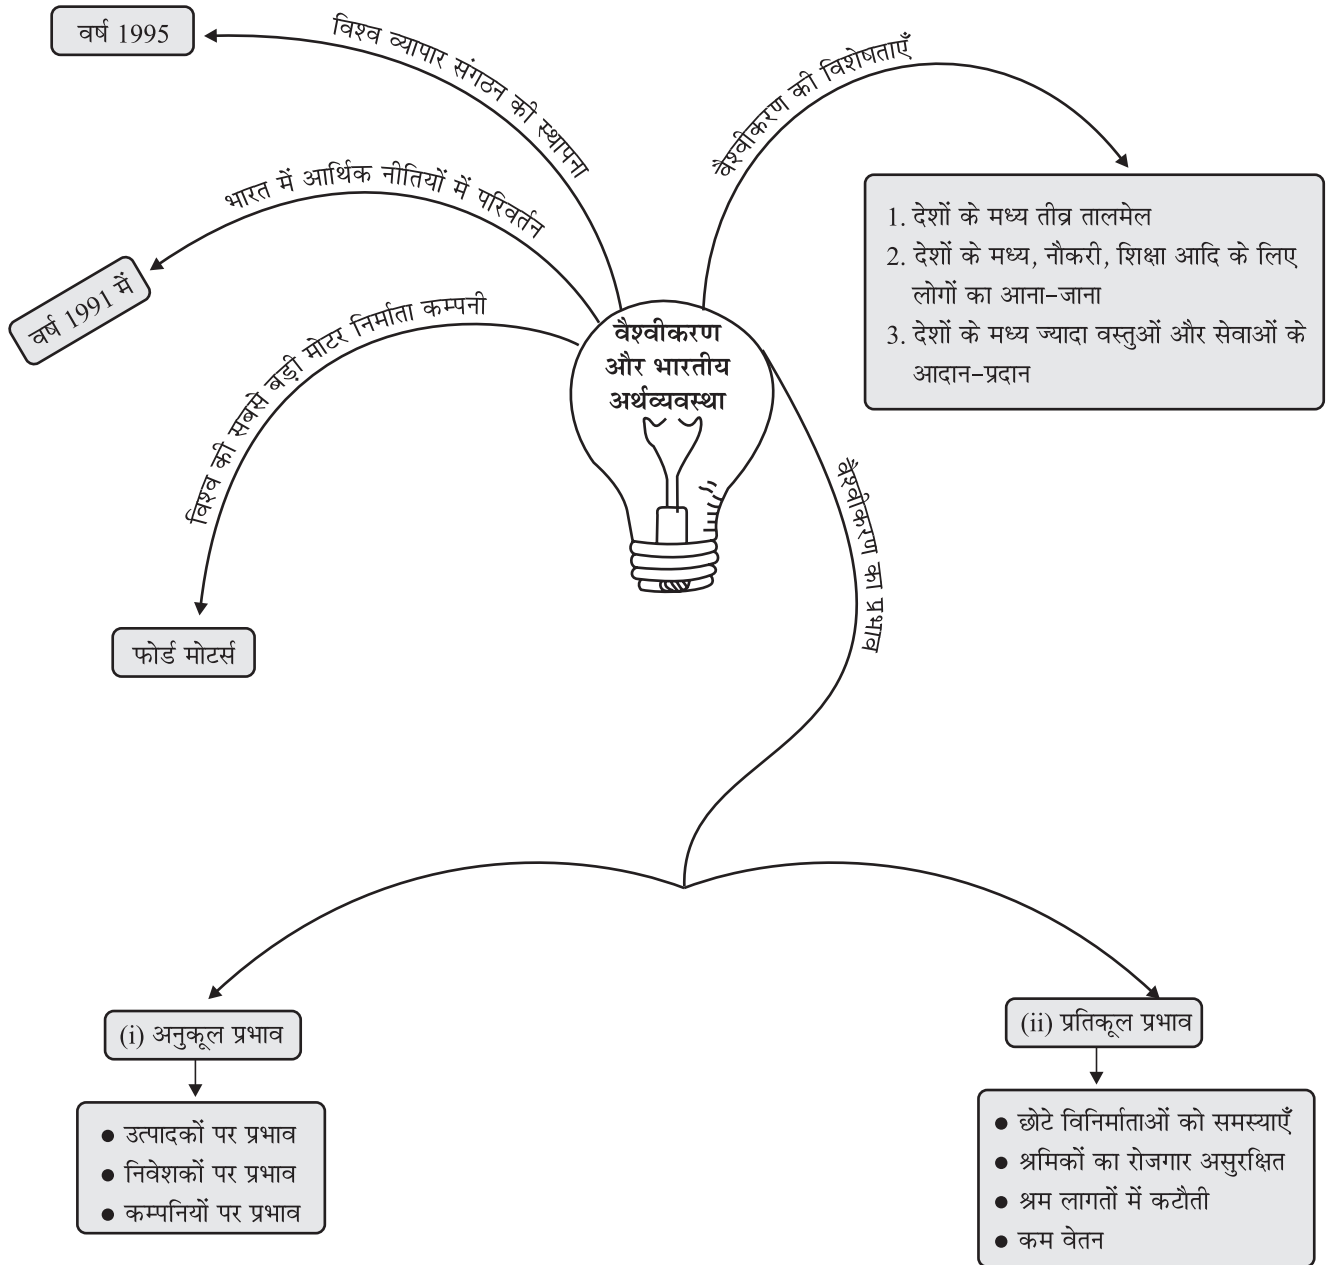 वर्ष 1995
विश्व व्यापार संगठन की स्थापना
वैश्वीकरण की विशेषताएँ
भारत में आर्थिक नीतियों में परिवर्तन
वर्ष 1991 में
1. देशों के मध्य तीव्र तालमेल
2. देशों के मध्य, नौकरी, शिक्षा आदि के लिए
लोगों का आना-जाना
3. देशों के मध्य ज्यादा वस्तुओं और सेवाओं के
आदान-प्रदान
विश्व की सबसे बड़ी मोटर निर्माता कम्पनी
वैश्वीकरण
और भारतीय
अर्थव्यवस्था
वैश्वीकरण का प्रभाव
फोर्ड मोटर्स
(i) अनुकूल प्रभाव
• उत्पादकों पर प्रभाव
• निवेशकों पर प्रभाव
• कम्पनियों पर प्रभाव
(ii) प्रतिकूल प्रभाव
• छोटे विनिर्माताओं को समस्याएँ
• श्रमिकों का रोजगार असुरक्षित
• श्रम लागतों में कटौती
• कम वेतन